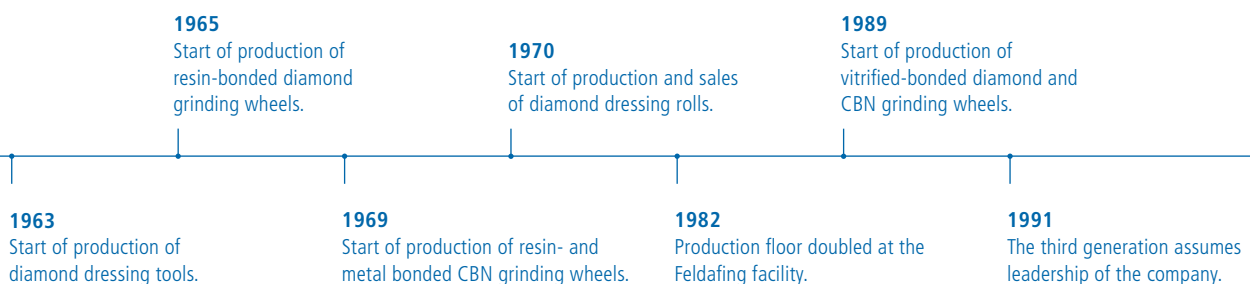 1965
Start of production of
resin-bonded diamond
grinding wheels.
1970
Start of production and sales
of diamond dressing rolls.
1989
Start of production of
vitrified-bonded diamond and
CBN grinding wheels.
1963
Start of production of
diamond dressing tools.
1969
Start of production of resin- and
metal bonded CBN grinding wheels.
1982
Production floor doubled at the
Feldafing facility.
1991
The third generation assumes
leadership of the company.